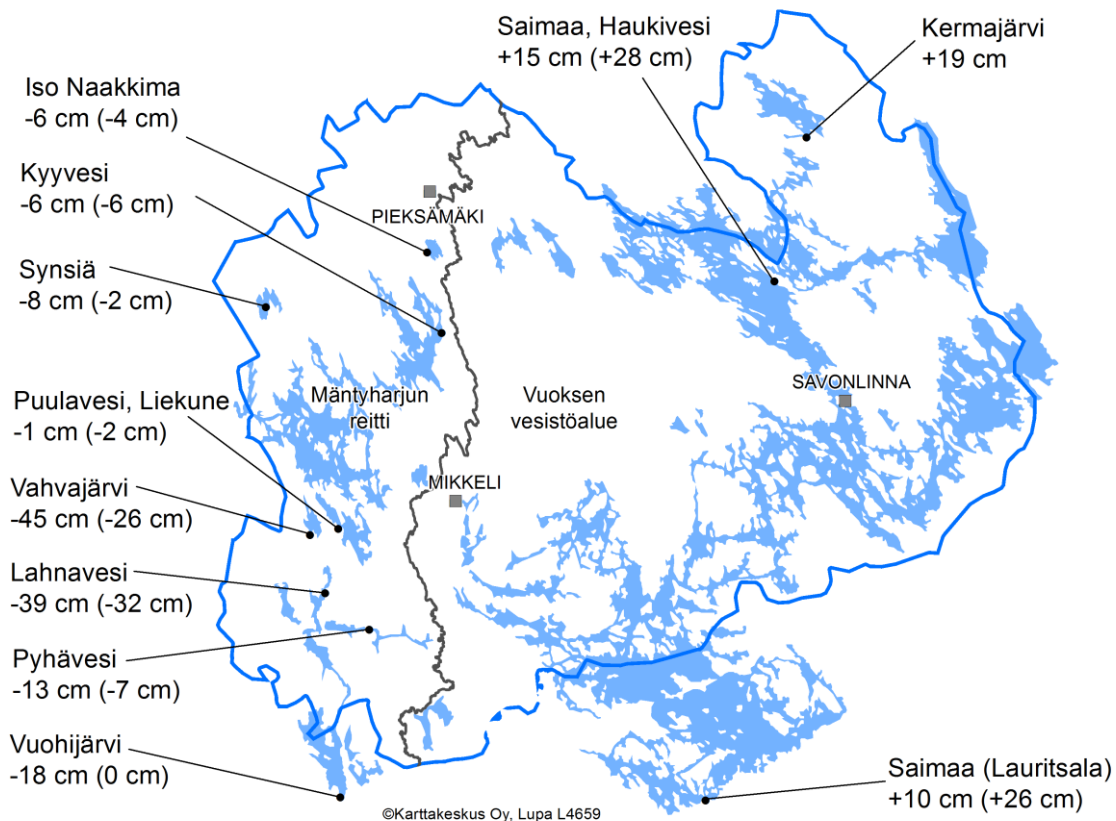 Saimaa, Haukivesi
+15 cm (+28 cm)
Kermajärvi
+19 cm
Iso Naakkima
-6 cm (-4 cm)
Kyyvesi
-6 cm (-6 cm)
PIEKSÄMÄKI
Synsiä
-8 cm (-2 cm)
Puulavesi, Liekune
-1 cm (-2 cm)
Mäntyharjun
reitti
Vuoksen
vesistöalue
SAVONLINNA
MIKKELI
Vahvajärvi
-45 cm (-26 cm)
Lahnavesi
-39 cm (-32 cm)
Pyhävesi
-13 cm (-7 cm)
Vuohijärvi
-18 cm (0 cm)
Saimaa (Lauritsala)
+10 cm (+26 cm)
©Karttakeskus Oy, Lupa L4659